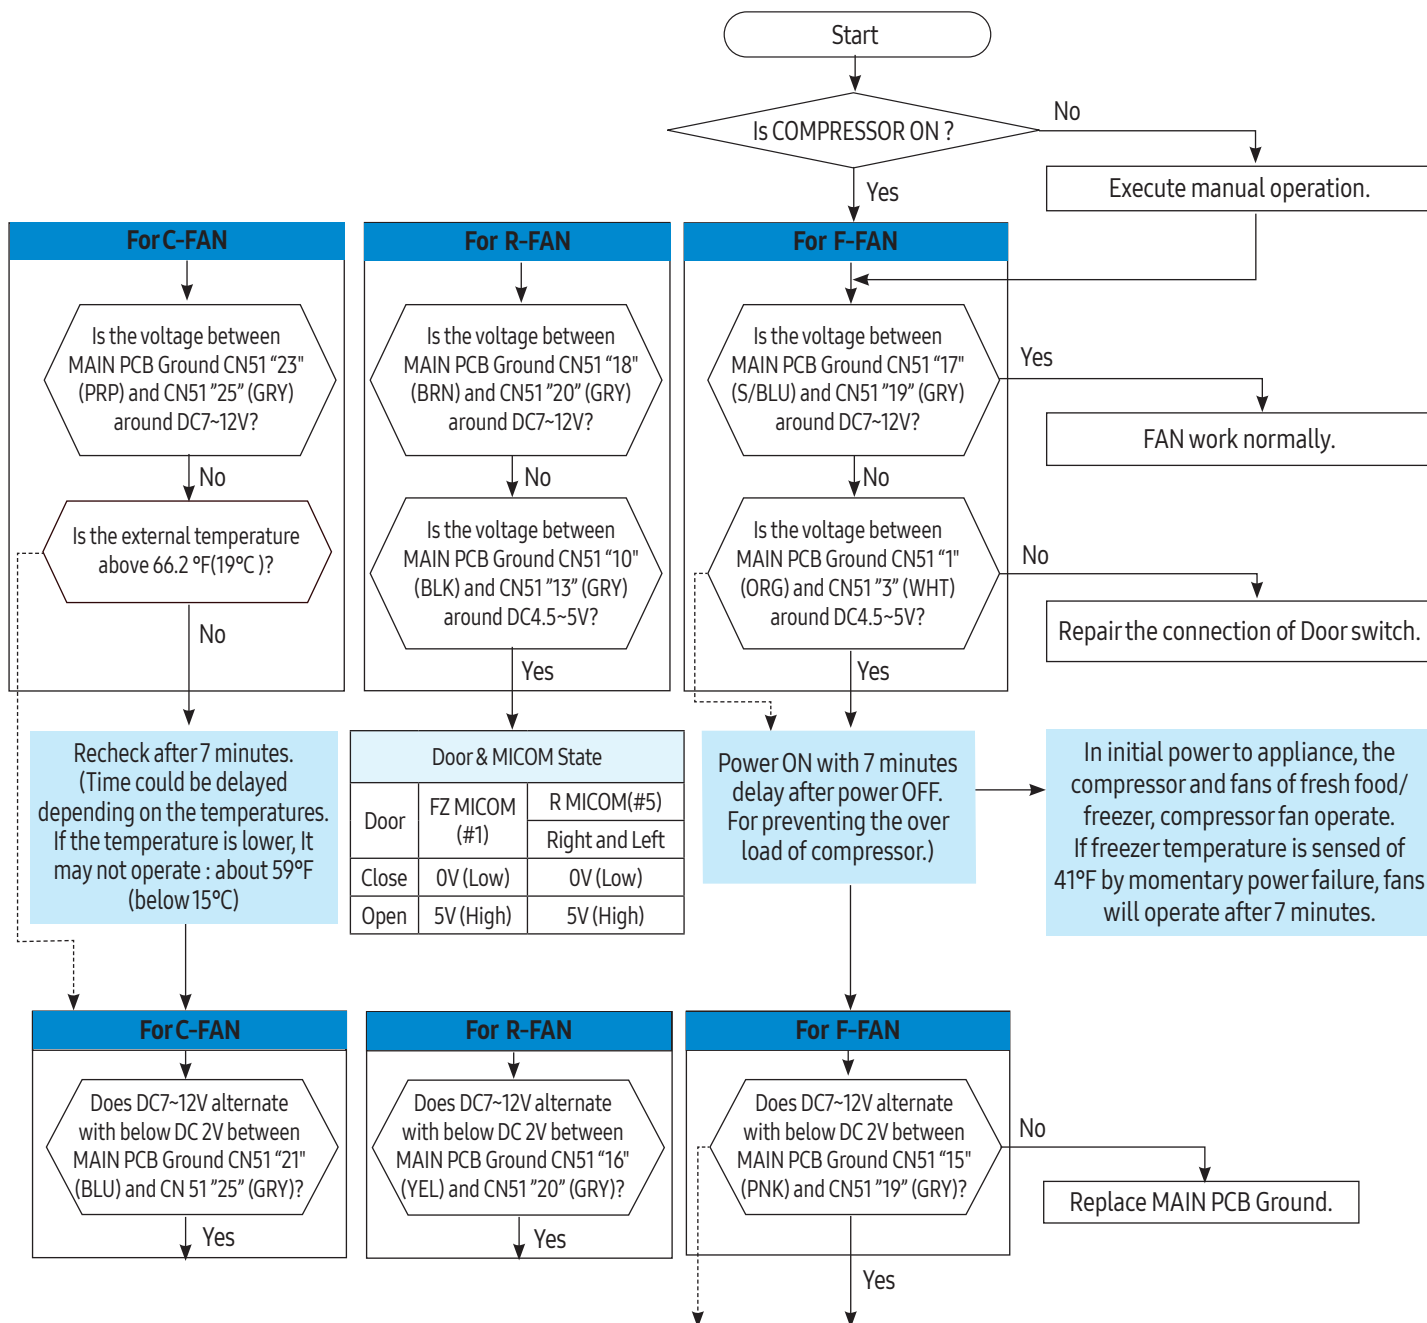 Start
Is COMPRESSOR ON ?
No
Execute manual operation.
Yes
For C-FAN
Is the voltage between
MAIN PCB Ground CN51 “23"
(PRP) and CN51 ”25” (GRY)
around DC7~12V?
No
Is the external temperature
above 66.2 °F(19°C )?
No
Recheck after 7 minutes.
(Time could be delayed
depending on the temperatures.
If the temperature is lower, It
may not operate : about 59°F
(below 15°C)
For R-FAN
Is the voltage between
MAIN PCB Ground CN51 “18"
(BRN) and CN51 ”20” (GRY)
around DC7~12V?
No
Is the voltage between
MAIN PCB Ground CN51 “10"
(BLK) and CN51 ”13” (GRY)
around DC4.5~5V?
Yes
Door & MICOM State
Door
FZ MICOM
(#1)
R MICOM(#5)
Right and Left
Close 0V (Low) 0V (Low)
Open 5V (High) 5V (High)
For F-FAN
Is the voltage between
MAIN PCB Ground CN51 “17"
(S/BLU) and CN51 ”19” (GRY)
around DC7~12V?
Yes
FAN work normally.
No
Is the voltage between
MAIN PCB Ground CN51 “1"
(ORG) and CN51 ”3” (WHT)
around DC4.5~5V?
No
Repair the connection of Door switch.
Yes
Power ON with 7 minutes
delay after power OFF.
For preventing the over
load of compressor.)
In initial power to appliance, the
compressor and fans of fresh food/
freezer, compressor fan operate.
If freezer temperature is sensed of
41°F by momentary power failure, fans
will operate after 7 minutes.
For C-FAN
Does DC7~12V alternate
with below DC 2V between
MAIN PCB Ground CN51 “21"
(BLU) and CN 51 ”25” (GRY)?
Yes
For R-FAN
Does DC7~12V alternate
with below DC 2V between
MAIN PCB Ground CN51 “16"
(YEL) and CN51 ”20” (GRY)?
Yes
For F-FAN
Does DC7~12V alternate
with below DC 2V between
MAIN PCB Ground CN51 “15"
(PNK) and CN51 ”19” (GRY)?
No
Replace MAIN PCB Ground.
Yes